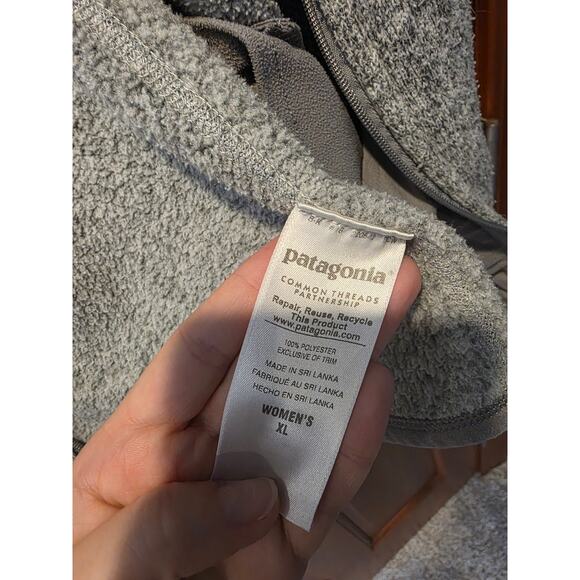 patagonia®
COMMON THREADS
PARTNERSHIP
Repair, Reuse, Recycle
This Product
www.patagonia.com
100% POLYESTER
EXCLUSIVE OF TRIM
MADE IN SRI LANKA
FABRIQUÉ AU SRI LANKA
HECHO EN SRI LANKA
WOMEN'S
XL